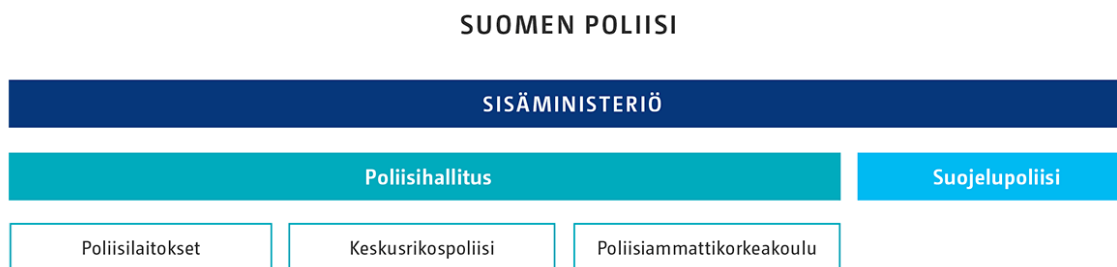 SUOMEN POLIISI
SISÄMINISTERIÖ
Poliisihallitus
Suojelupoliisi
Poliisilaitokset
Keskusrikospoliisi
Poliisiammattikorkeakoulu